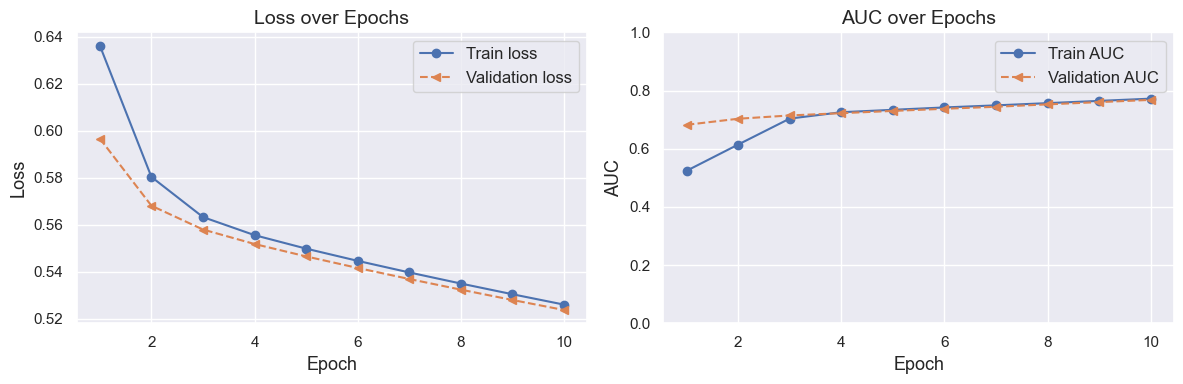 Loss over Epochs
0.64
0.62
0.60
0.58
0.56
0.54
0.52
Loss
Train loss
Validation loss
2
4
6
8
10
Epoch
AUC over Epochs
1.0
0.8
0.6
0.4
0.2
0.0
AUC
Train AUC
Validation AUC
2
4
6
8
10
Epoch